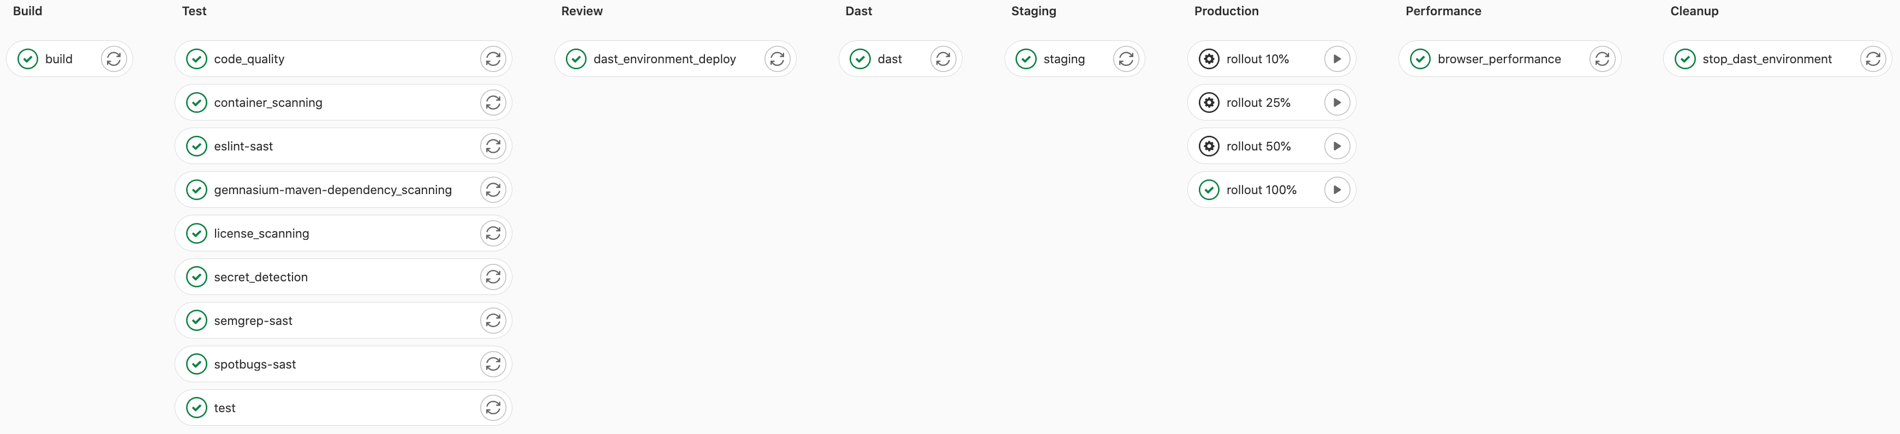 Build
build
Test
code_quality
container_scanning
eslint-sast
gemnasium-maven-dependency_scanning
license_scanning
secret_detection
semgrep-sast
spotbugs-sast
test
Review
dast_environment_deploy
Dast
dast
Staging
staging
Production
rollout 10%
rollout 25%
rollout 50%
rollout 100%
Performance
browser_performance
Cleanup
stop_dast_environment